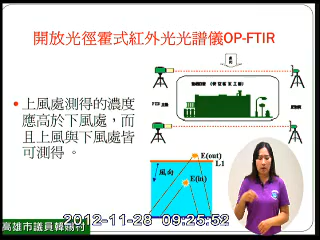 開放光徑霍式紅外光光譜儀OP-FTIR
●上風處測得的濃度
應高於下風處，而
且上風與下風處皆
可測得。
E(out)
L1
風向
E(in)
高雄市議員韓賜村
2012-11-28 09:25:52